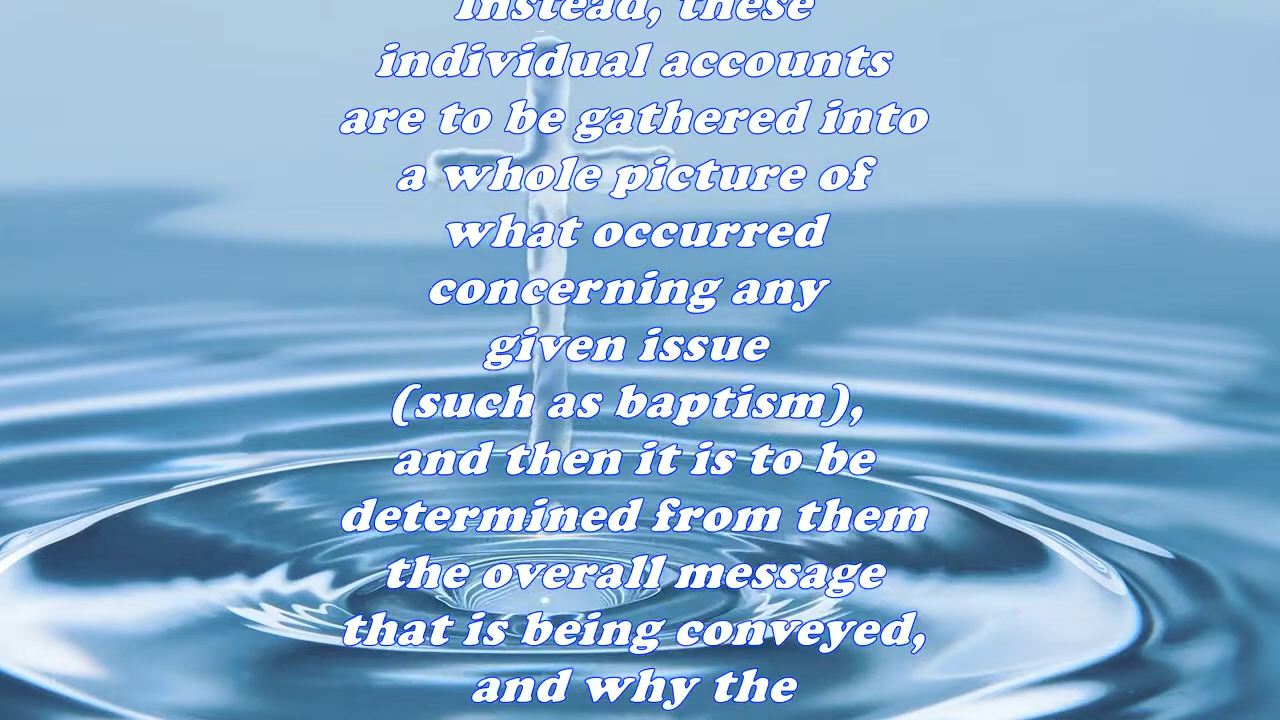 Instead, these
individual accounts
are to be gathered into
a whole picture of
what occurred
concerning any
given issue
(such as baptism),
and then it is to be
determined from them
the overall message
that is being conveyed,
and why the